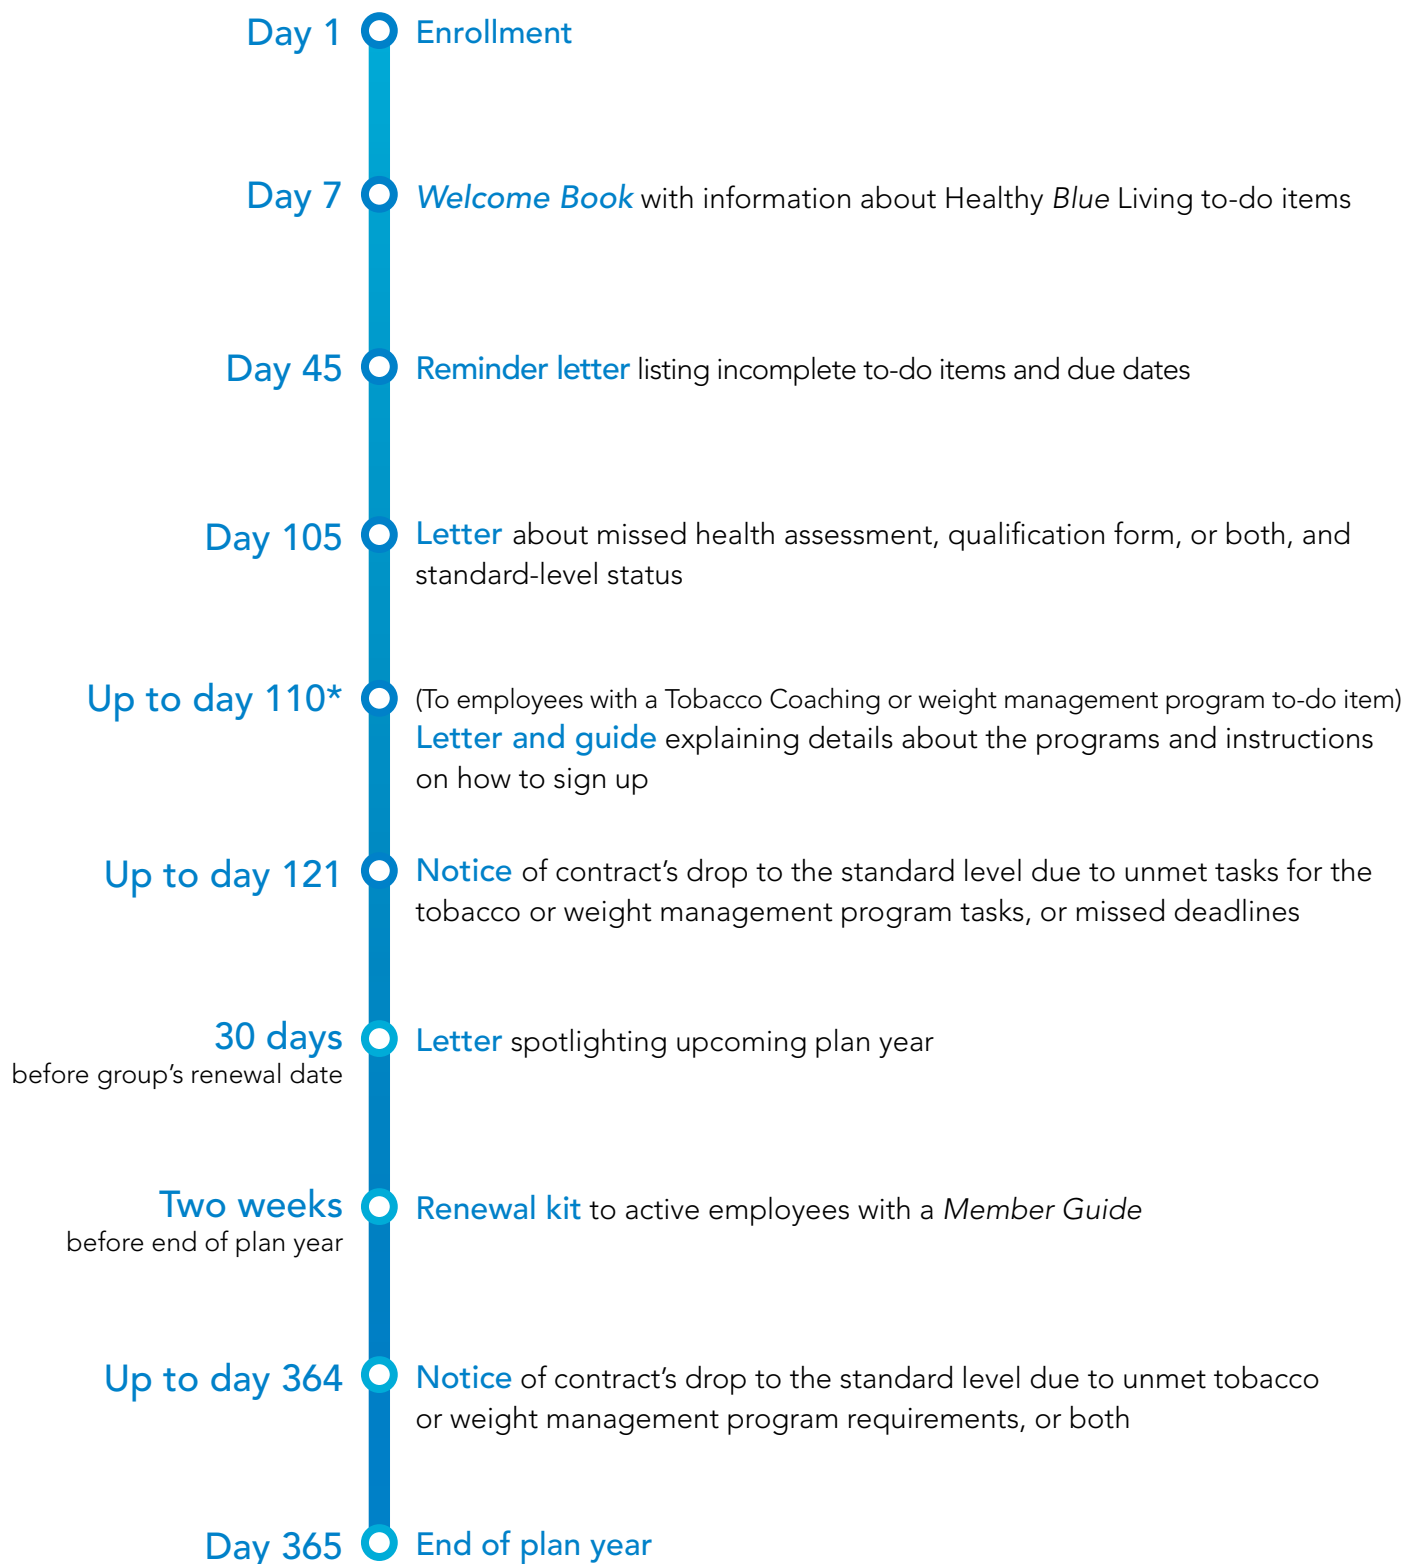 Day 1 Enrollment
Day 7 Welcome Book with information about Healthy Blue Living to-do items
Day 45 Reminder letter listing incomplete to-do items and due dates
Day 105 Letter about missed health assessment, qualification form, or both, and
standard-level status
Up to day 110* (To employees with a Tobacco Coaching or weight management program to-do item)
Letter and guide explaining details about the programs and instructions
on how to sign up
Up to day 121 Notice of contract’s drop to the standard level due to unmet tasks for the
tobacco or weight management program tasks, or missed deadlines
30 days
before group’s renewal date
Letter spotlighting upcoming plan year
Two weeks
before end of plan year
Renewal kit to active employees with a Member Guide
Up to day 364 Notice of contract’s drop to the standard level due to unmet tobacco
or weight management program requirements, or both
Day 365 End of plan year